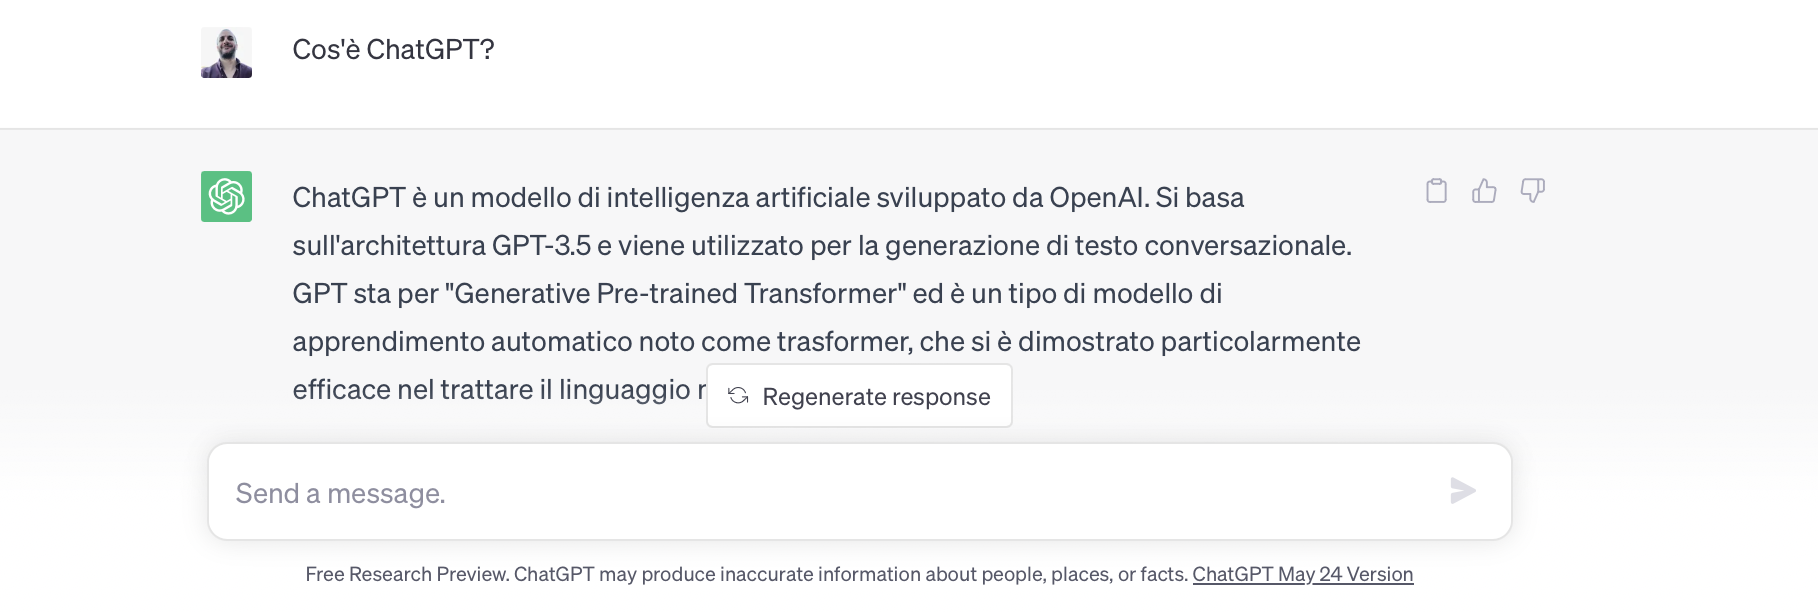 Cos'è ChatGPT?
ChatGPT è un modello di intelligenza artificiale sviluppato da OpenAI. Si basa
sull'architettura GPT-3.5 e viene utilizzato per la generazione di testo conversazionale.
GPT sta per "Generative Pre-trained Transformer" ed è un tipo di modello di
apprendimento automatico noto come trasformer, che si è dimostrato particolarmente
efficace nel trattare il linguaggio
Regenerate response
Send a message.
Free Research Preview. ChatGPT may produce inaccurate information about people, places, or facts. ChatGPT May 24 Version